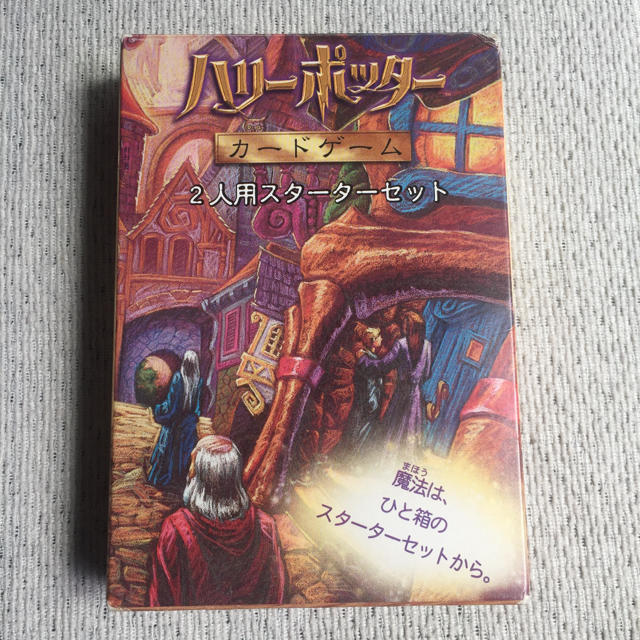 ハリーポッター
カードゲーム
2人用スターターセット
まほう
魔法は、
ひと箱の
スターターセットから。